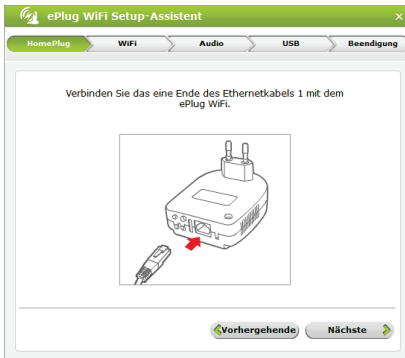 ePlug WiFi Setup-Assistent
HomePlug WiFi Audio USB Beendigung
Verbinden Sie das eine Ende des Ethernetkabels 1 mit dem
ePlug WiFi.
Vorhergehende Nächste